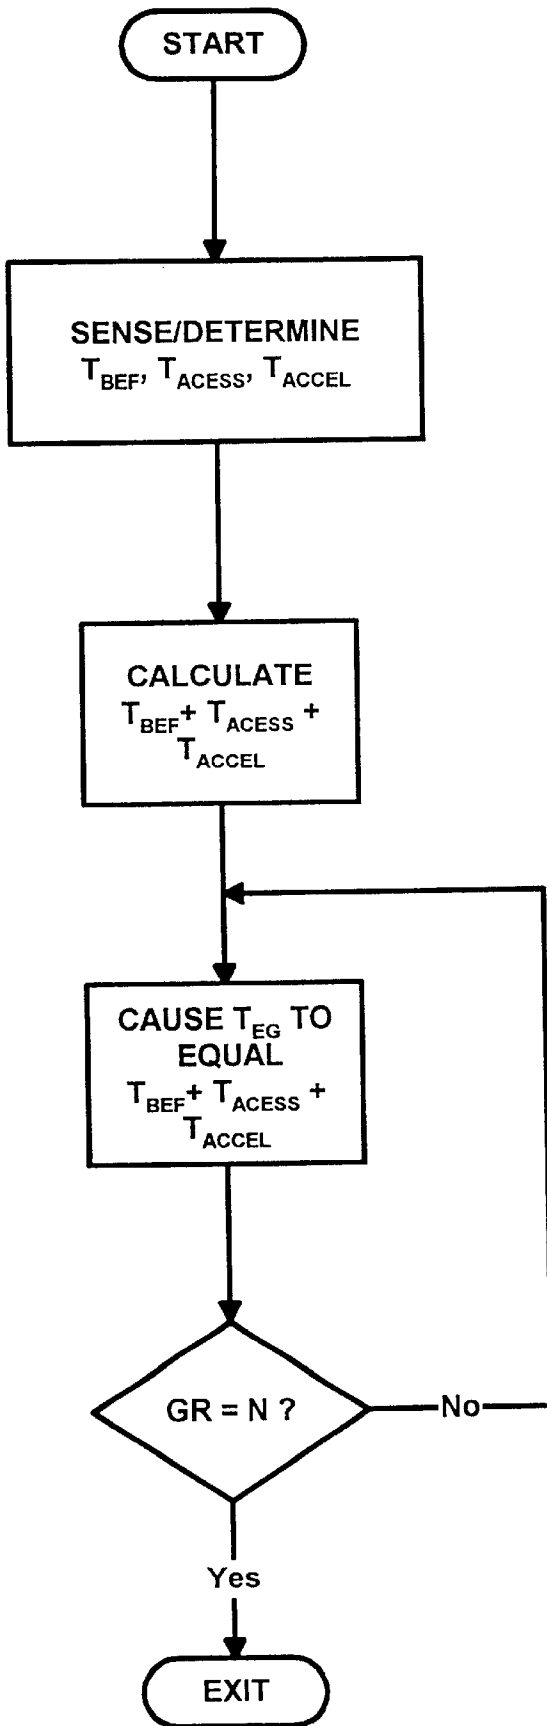 START
SENSE/DETERMINE
T_BEF, T_ACESS, T_ACCEL
CALCULATE
T_BEF+ T_ACESS +
T_ACCEL
CAUSE T_EG TO
EQUAL
T_BEF+ T_ACESS +
T_ACCEL
GR = N ?
No
Yes
EXIT